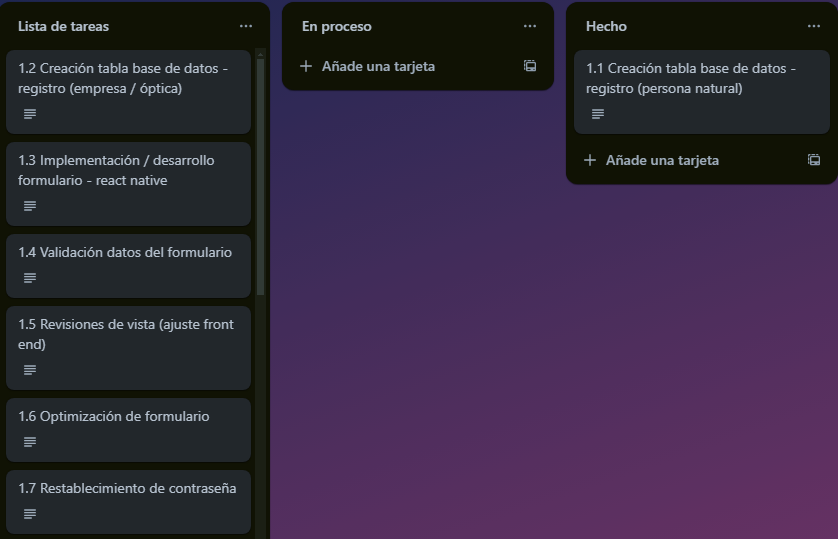 Lista de tareas
1.2 Creación tabla base de datos -
registro (empresa / óptica)
1.3 Implementación / desarrollo
formulario - react native
1.4 Validación datos del formulario
1.5 Revisiones de vista (ajuste front
end)
1.6 Optimización de formulario
1.7 Restablecimiento de contraseña
En proceso
Añade una tarjeta
Hecho
1.1 Creación tabla base de datos -
registro (persona natural)
Añade una tarjeta